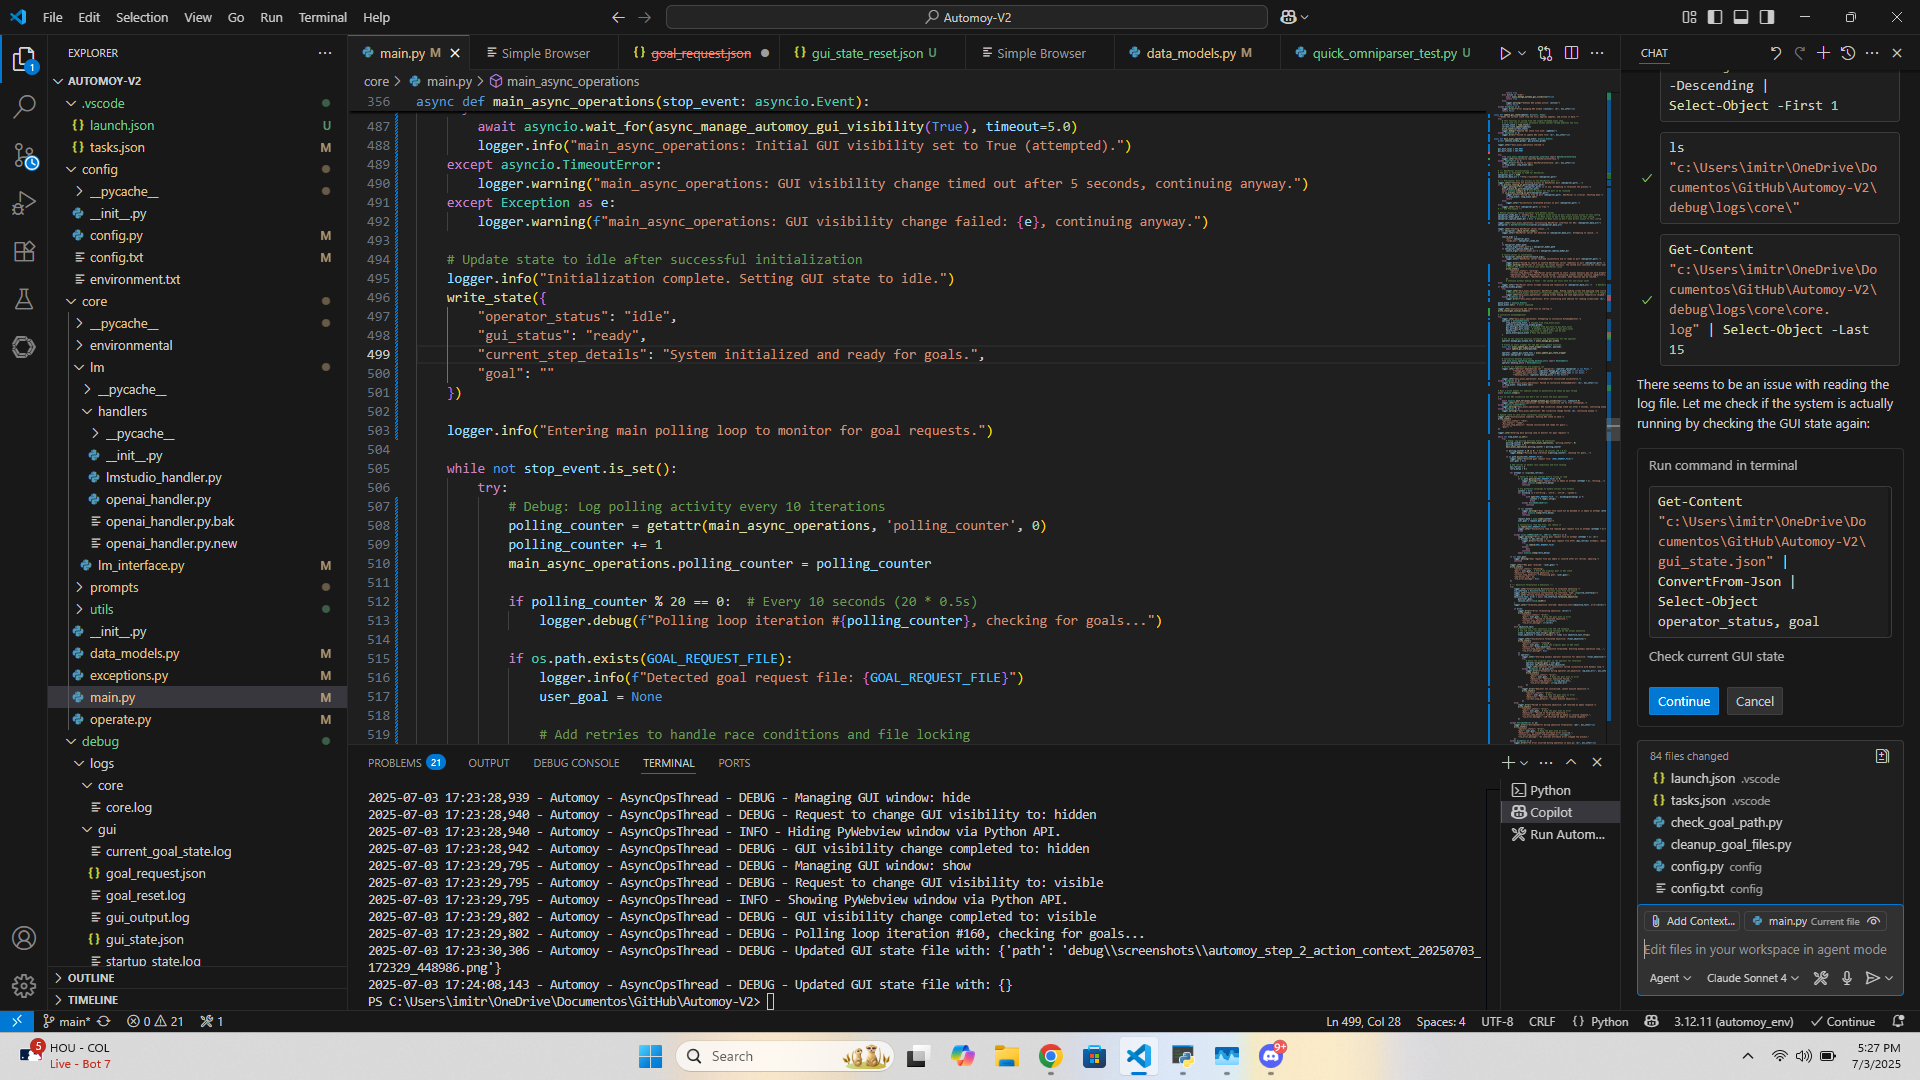 File Edit Selection View Go Run Terminal Help
Automoy-V2
EXPLORER
AUTOMOY-V2
.vscode
launch.json U
tasks.json M
config
__pycache__
__init__.py
config.py M
config.txt M
environment.txt
core
__pycache__
environmental
lm
__pycache__
handlers
__pycache__
__init__.py
lmstudio_handler.py
openai_handler.py
openai_handler.py.bak
openai_handler.py.new
lm_interface.py M
prompts
utils
__init__.py
data_models.py M
exceptions.py M
main.py M
operate.py M
debug
logs
core
core.log
gui
current_goal_state.log
goal_request.json
goal_reset.log
gui_output.log
gui_state.json
startup_state.log
OUTLINE
TIMELINE
main.py M
Simple Browser
goal_request.json
gui_state_reset.json U
Simple Browser
data_models.py M
quick_omniparser_test.py U
core > main.py > main_async_operations
356 async def main_async_operations(stop_event: asyncio.Event):
487 await asyncio.wait_for(async_manage_automoy_gui_visibility(True), timeout=5.0)
488 logger.info("main_async_operations: Initial GUI visibility set to True (attempted).")
489 except asyncio.TimeoutError:
490 logger.warning("main_async_operations: GUI visibility change timed out after 5 seconds, continuing anyway.")
491 except Exception as e:
492 logger.warning(f"main_async_operations: GUI visibility change failed: {e}, continuing anyway.")
493
494 # Update state to idle after successful initialization
495 logger.info("Initialization complete. Setting GUI state to idle.")
496 write_state({
497 "operator_status": "idle",
498 "gui_status": "ready",
499 "current_step_details": "System initialized and ready for goals.",
500 "goal": ""
501 })
502
503 logger.info("Entering main polling loop to monitor for goal requests.")
504
505 while not stop_event.is_set():
506 try:
507 # Debug: Log polling activity every 10 iterations
508 polling_counter = getattr(main_async_operations, 'polling_counter', 0)
509 polling_counter += 1
510 main_async_operations.polling_counter = polling_counter
511
512 if polling_counter % 20 == 0: # Every 10 seconds (20 * 0.5s)
513 logger.debug(f"Polling loop iteration #{polling_counter}, checking for goals...")
514
515 if os.path.exists(GOAL_REQUEST_FILE):
516 logger.info(f"Detected goal request file: {GOAL_REQUEST_FILE}")
517 user_goal = None
518
519 # Add retries to handle race conditions and file locking
PROBLEMS 21 OUTPUT DEBUG CONSOLE TERMINAL PORTS
2025-07-03 17:23:28,939 - Automoy - AsyncOpsThread - DEBUG - Managing GUI window: hide
2025-07-03 17:23:28,940 - Automoy - AsyncOpsThread - DEBUG - Request to change GUI visibility to: hidden
2025-07-03 17:23:28,940 - Automoy - AsyncOpsThread - INFO - Hiding PyWebview window via Python API.
2025-07-03 17:23:28,942 - Automoy - AsyncOpsThread - DEBUG - GUI visibility change completed to: hidden
2025-07-03 17:23:29,795 - Automoy - AsyncOpsThread - DEBUG - Managing GUI window: show
2025-07-03 17:23:29,795 - Automoy - AsyncOpsThread - DEBUG - Request to change GUI visibility to: visible
2025-07-03 17:23:29,795 - Automoy - AsyncOpsThread - INFO - Showing PyWebview window via Python API.
2025-07-03 17:23:29,802 - Automoy - AsyncOpsThread - DEBUG - GUI visibility change completed to: visible
2025-07-03 17:23:29,802 - Automoy - AsyncOpsThread - DEBUG - Polling loop iteration #160, checking for goals...
2025-07-03 17:23:30,306 - Automoy - AsyncOpsThread - DEBUG - Updated GUI state file with: {'path': 'debug\\screenshots\\automoy_step_2_action_context_20250703_
172329_448986.png'}
2025-07-03 17:24:08,143 - Automoy - AsyncOpsThread - DEBUG - Updated GUI state file with: {}
PS C:\Users\imitr\OneDrive\Documentos\GitHub\Automoy-V2>
Python
Copilot
Run Autom...
CHAT
-Descending |
Select-Object -First 1
ls
"c:\Users\imitr\OneDrive\Do
cumentos\GitHub\Automoy-V2\
debug\logs\core\"
Get-Content
"c:\Users\imitr\OneDrive\Do
cumentos\GitHub\Automoy-V2\
debug\logs\core\core.
log" | Select-Object -Last
15
There seems to be an issue with reading the
log file. Let me check if the system is actually
running by checking the GUI state again:
Run command in terminal
Get-Content
"c:\Users\imitr\OneDrive\Do
cumentos\GitHub\Automoy-V2\
gui_state.json" |
ConvertFrom-Json |
Select-Object
operator_status, goal
Check current GUI state
Continue Cancel
84 files changed
launch.json .vscode
tasks.json .vscode
check_goal_path.py
cleanup_goal_files.py
config.py config
config.txt config
Add Context... main.py Current file
Edit files in your workspace in agent mode
Agent Claude Sonnet 4
1
main* 0 21 1
Ln 499, Col 28 Spaces: 4 UTF-8 CRLF {} Python 3.12.11 (automoy_env) Continue
5
HOU - COL
Live - Bot 7
Search
9+
5:27 PM
7/3/2025